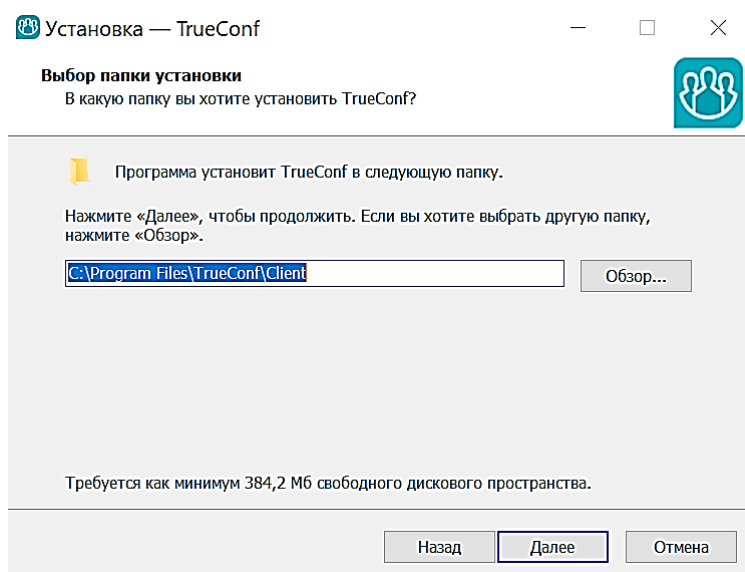 Установка — TrueConf
Выбор папки установки
В какую папку вы хотите установить TrueConf?
Программа установит TrueConf в следующую папку.
Нажмите «Далее», чтобы продолжить. Если вы хотите выбрать другую папку,
нажмите «Обзор».
C:\Program Files\TrueConf\Client
Обзор...
Требуется как минимум 384,2 Мб свободного дискового пространства.
Назад Далее Отмена